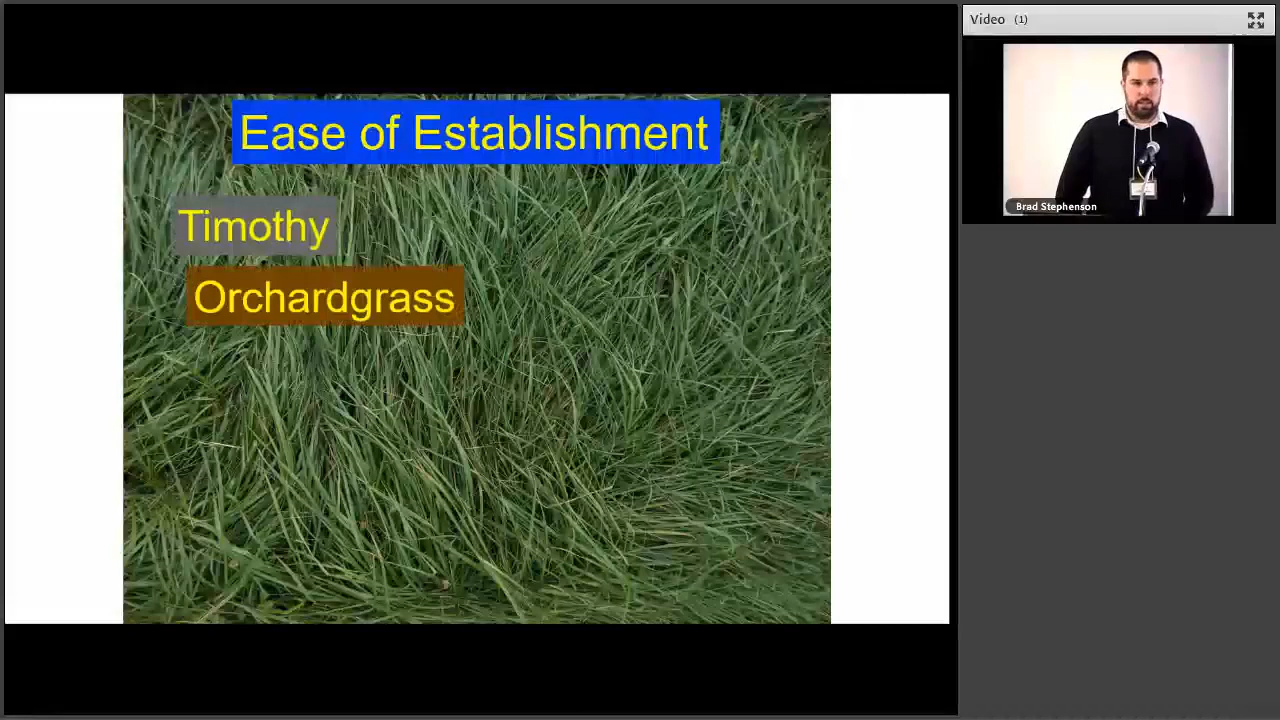 Ease of Establishment
Timothy
Orchardgrass
Video (1)
Brad Stephenson